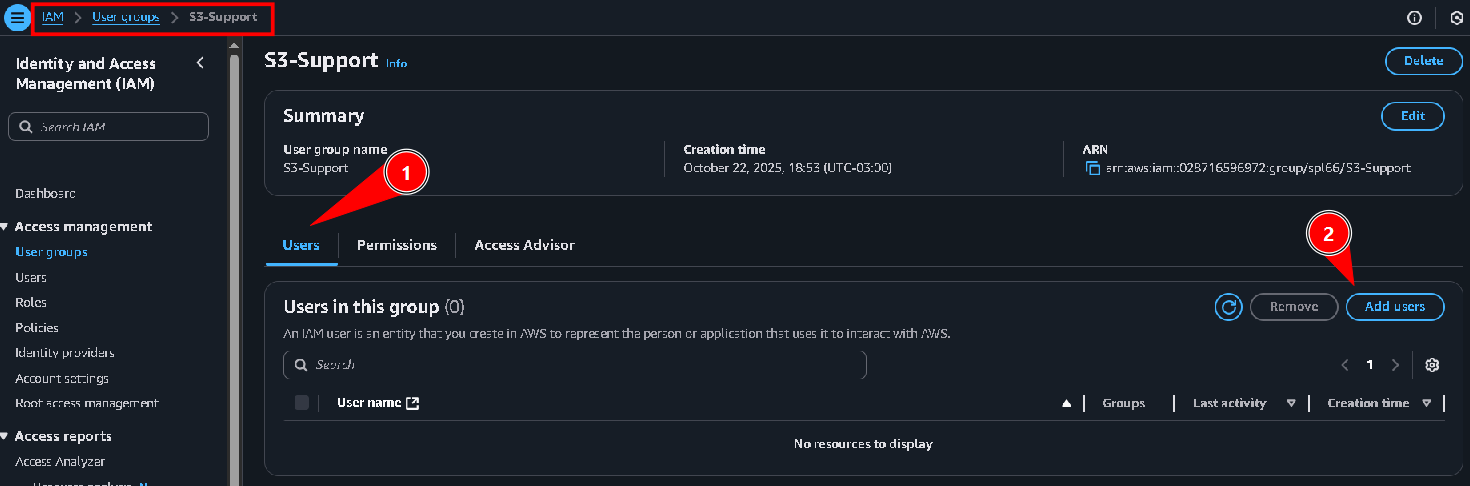 IAM > User groups > S3-Support
Identity and Access
Management (IAM)
Search IAM
Dashboard
Access management
User groups
Users
Roles
Policies
Identity providers
Account settings
Root access management
Access reports
Access Analyzer
S3-Support Info
Delete
Summary
Edit
User group name
S3-Support
Creation time
October 22, 2025, 18:53 (UTC-03:00)
ARN
arn:aws:iam::028716596972:group/spl66/S3-Support
1
Users
Permissions
Access Advisor
2
Users in this group (0)
Remove
Add users
An IAM user is an entity that you create in AWS to represent the person or application that uses it to interact with AWS.
Search
1
User name
Groups
Last activity
Creation time
No resources to display